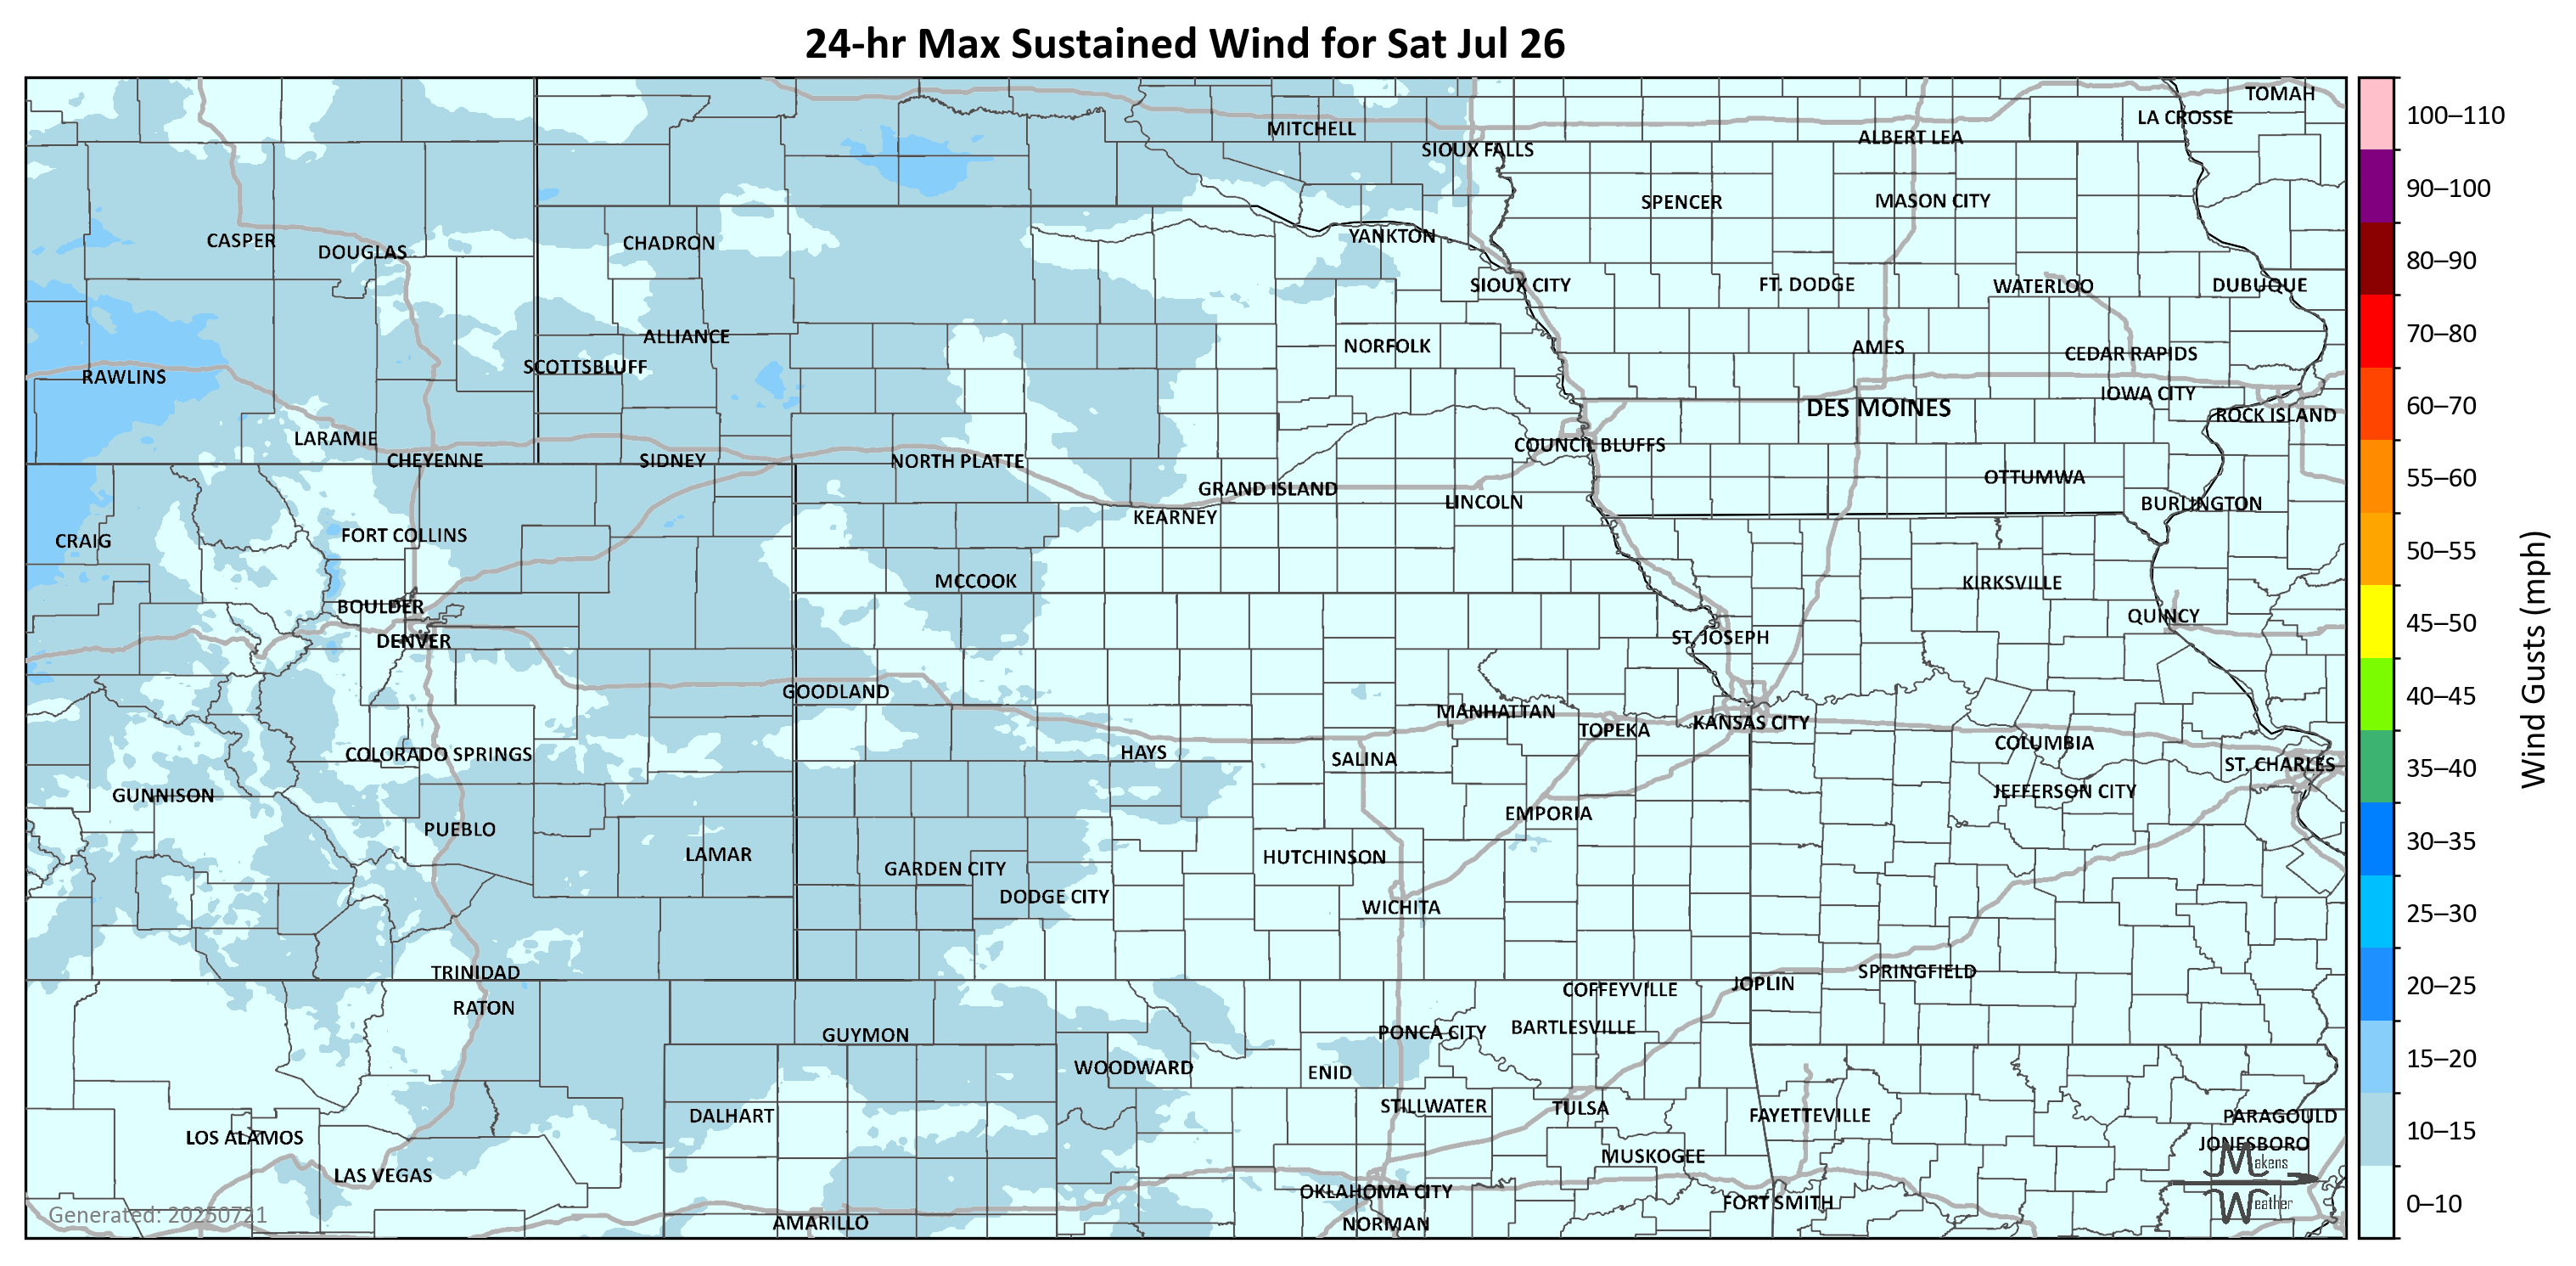 24-hr Max Sustained Wind for Sat Jul 26
TOMAH
LA CROSSE
MITCHELL
ALBERT LEA
SIOUX FALLS
SPENCER
MASON CITY
CASPER
DOUGLAS
CHADRON
YANKTON
SIOUX CITY
FT. DODGE
WATERLOO
DUBUQUE
ALLIANCE
NORFOLK
AMES
CEDAR RAPIDS
SCOTTSBLUFF
RAWLINS
IOWA CITY
DES MOINES
ROCK ISLAND
LARAMIE
COUNCIL BLUFFS
CHEYENNE
SIDNEY
NORTH PLATTE
OTTUMWA
GRAND ISLAND
LINCOLN
BURLINGTON
KEARNEY
CRAIG
FORT COLLINS
MCCOOK
KIRKSVILLE
BOULDER
QUINCY
DENVER
ST. JOSEPH
GOODLAND
MANHATTAN
TOPEKA
KANSAS CITY
COLORADO SPRINGS
HAYS
SALINA
COLUMBIA
ST. CHARLES
GUNNISON
JEFFERSON CITY
PUEBLO
EMPORIA
LAMAR
HUTCHINSON
GARDEN CITY
DODGE CITY
WICHITA
TRINIDAD
SPRINGFIELD
JOPLIN
COFFEYVILLE
RATON
GUYMON
PONCA CITY
BARTLESVILLE
WOODWARD
ENID
DALHART
STILLWATER
TULSA
FAYETTEVILLE
PARAGOULD
LOS ALAMOS
JONESBORO
MUSKOGEE
LAS VEGAS
OKLAHOMA CITY
FORT SMITH
AMARILLO
NORMAN
Generated: 20250721
Makens
Weather
100–110
90–100
80–90
70–80
60–70
55–60
50–55
45–50
40–45
35–40
30–35
25–30
20–25
15–20
10–15
0–10
Wind Gusts (mph)